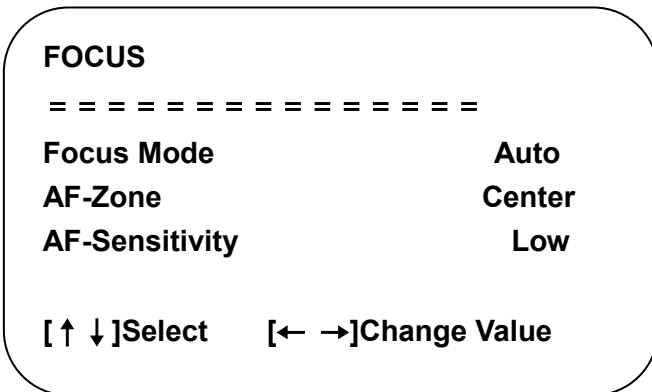 FOCUS
= = = = = = = = = = = = = = =
Focus Mode Auto
AF-Zone Center
AF-Sensitivity Low
[↑ ↓]Select [← →]Change Value